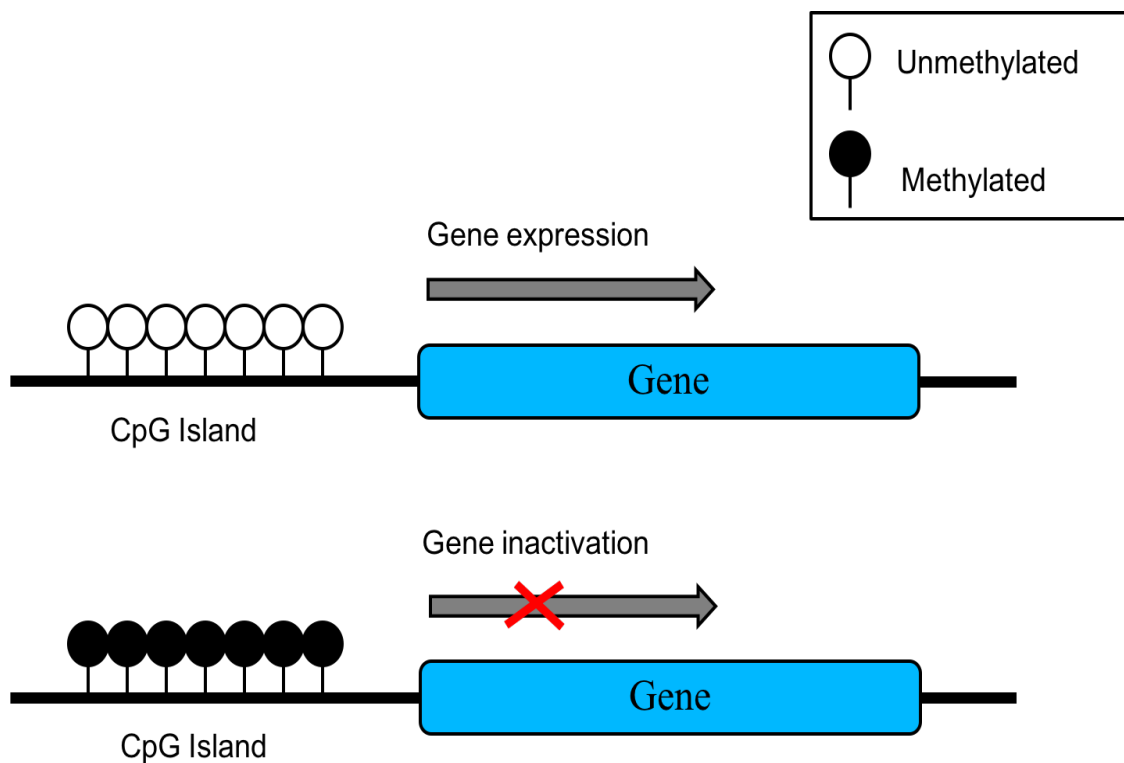 Unmethylated
Methylated
Gene expression
Gene
CpG Island
Gene inactivation
Gene
CpG Island